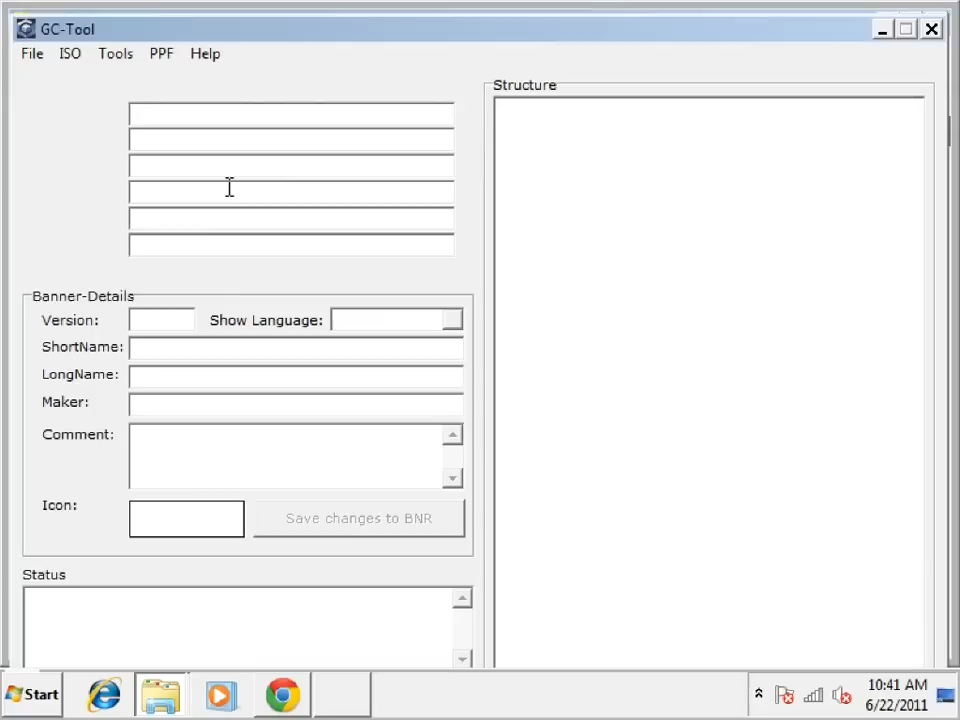 GC-Tool
File ISO Tools PPF Help
Structure
Banner-Details
Version: Show Language:
ShortName:
LongName:
Maker:
Comment:
Icon: Save changes to BNR
Status
Start
10:41 AM
6/22/2011